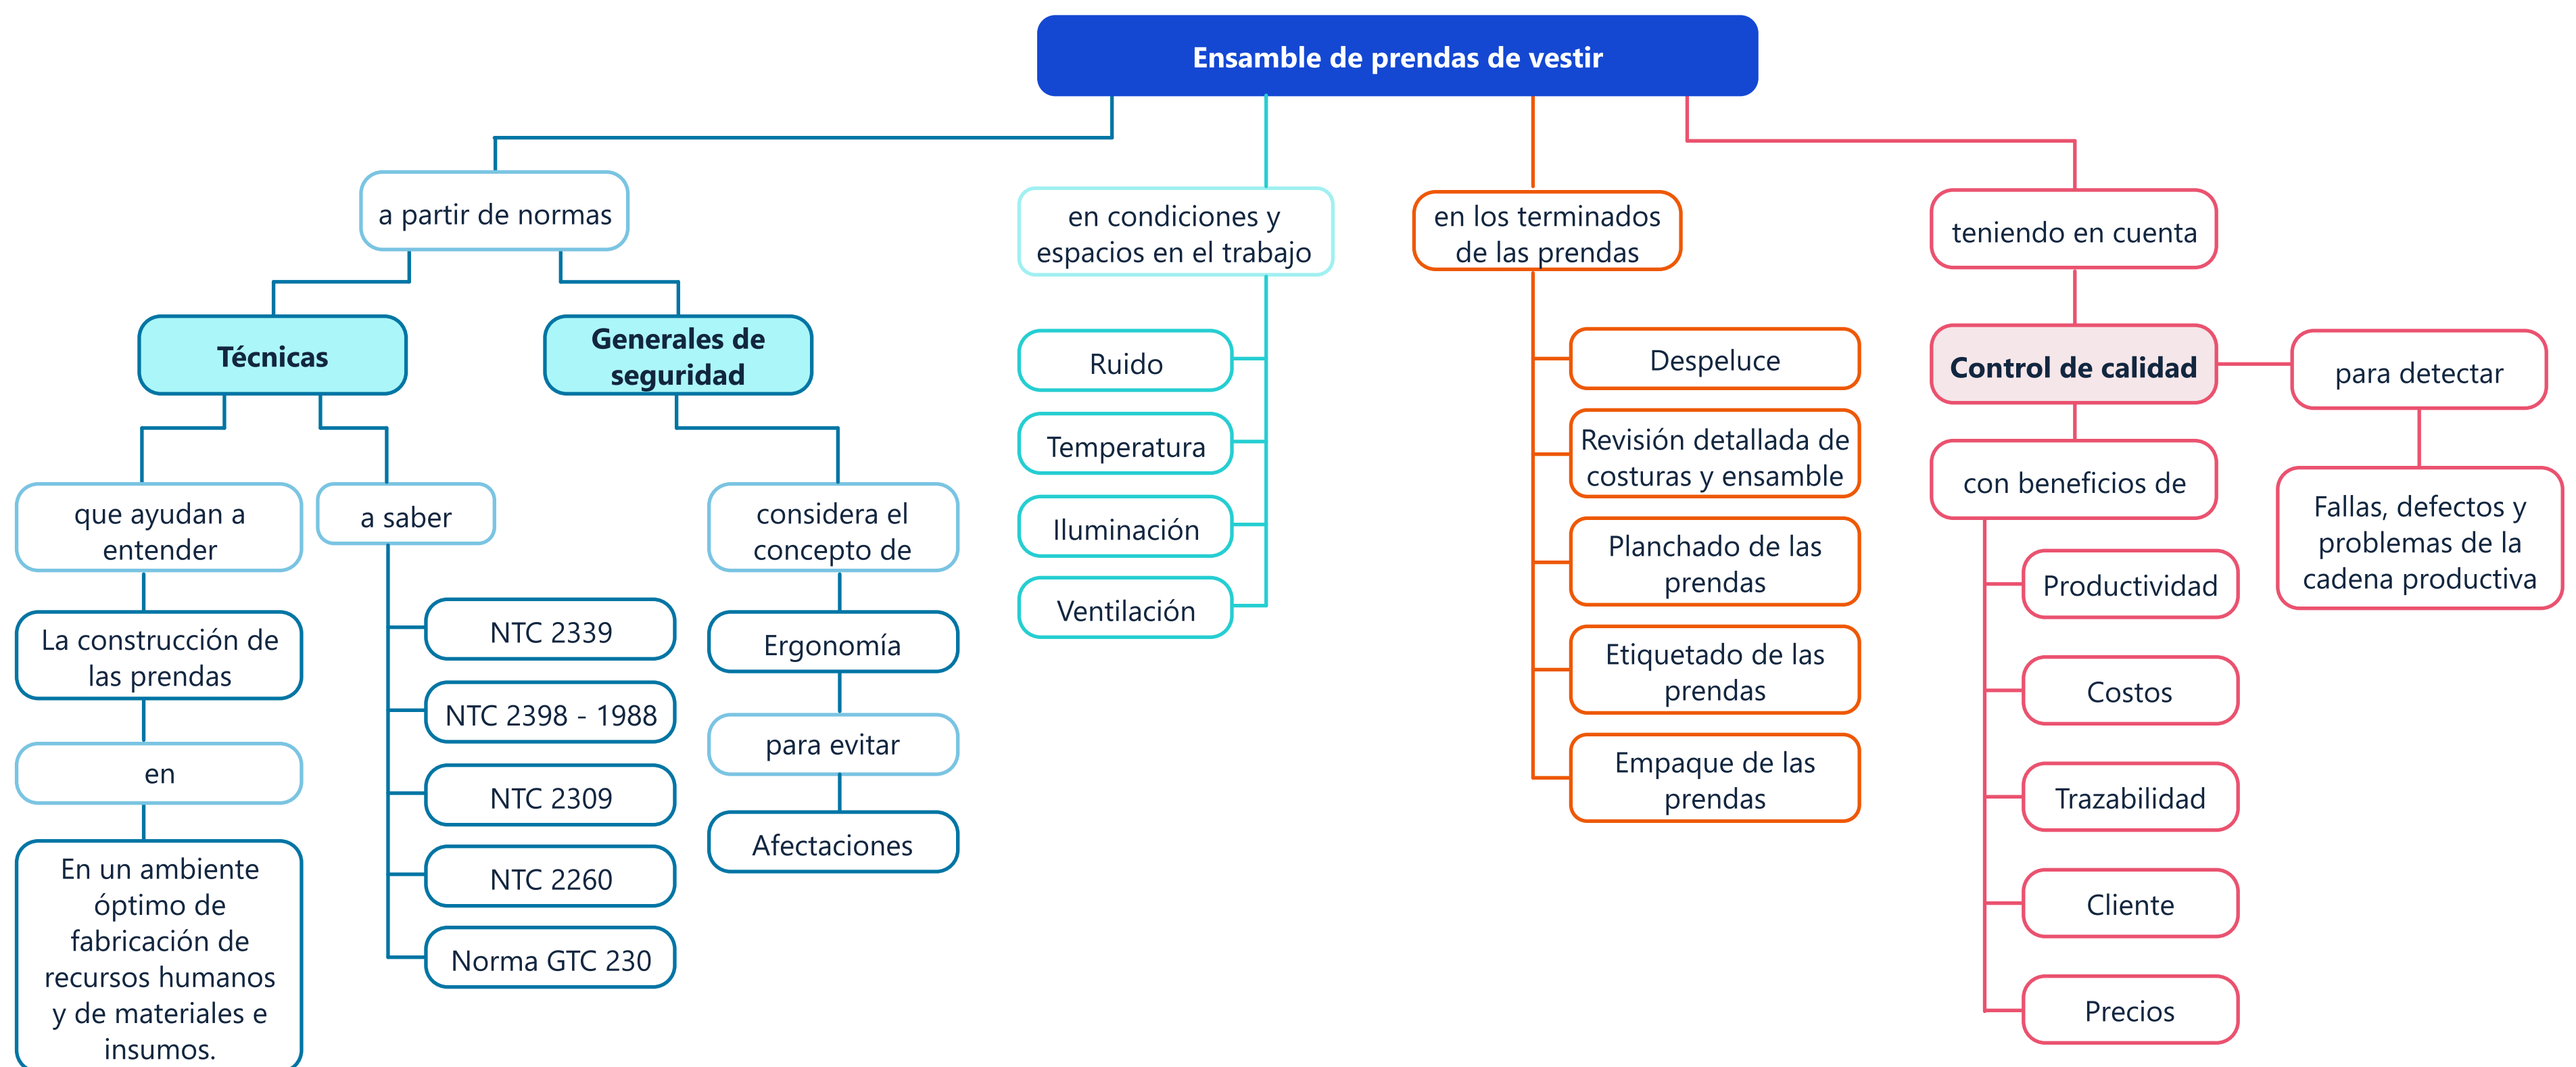 Ensamble de prendas de vestir
a partir de normas
Técnicas
que ayudan a
entender
La construcción de
las prendas
en
En un ambiente
óptimo de
fabricación de
recursos humanos
y de materiales e
insumos.
a saber
NTC 2339
NTC 2398 - 1988
NTC 2309
NTC 2260
Norma GTC 230
Generales de
seguridad
considera el
concepto de
Ergonomía
para evitar
Afectaciones
en condiciones y
espacios en el trabajo
Ruido
Temperatura
Iluminación
Ventilación
en los terminados
de las prendas
Despeluce
Revisión detallada de
costuras y ensamble
Planchado de las
prendas
Etiquetado de las
prendas
Empaque de las
prendas
teniendo en cuenta
Control de calidad
con beneficios de
Productividad
Costos
Trazabilidad
Cliente
Precios
para detectar
Fallas, defectos y
problemas de la
cadena productiva